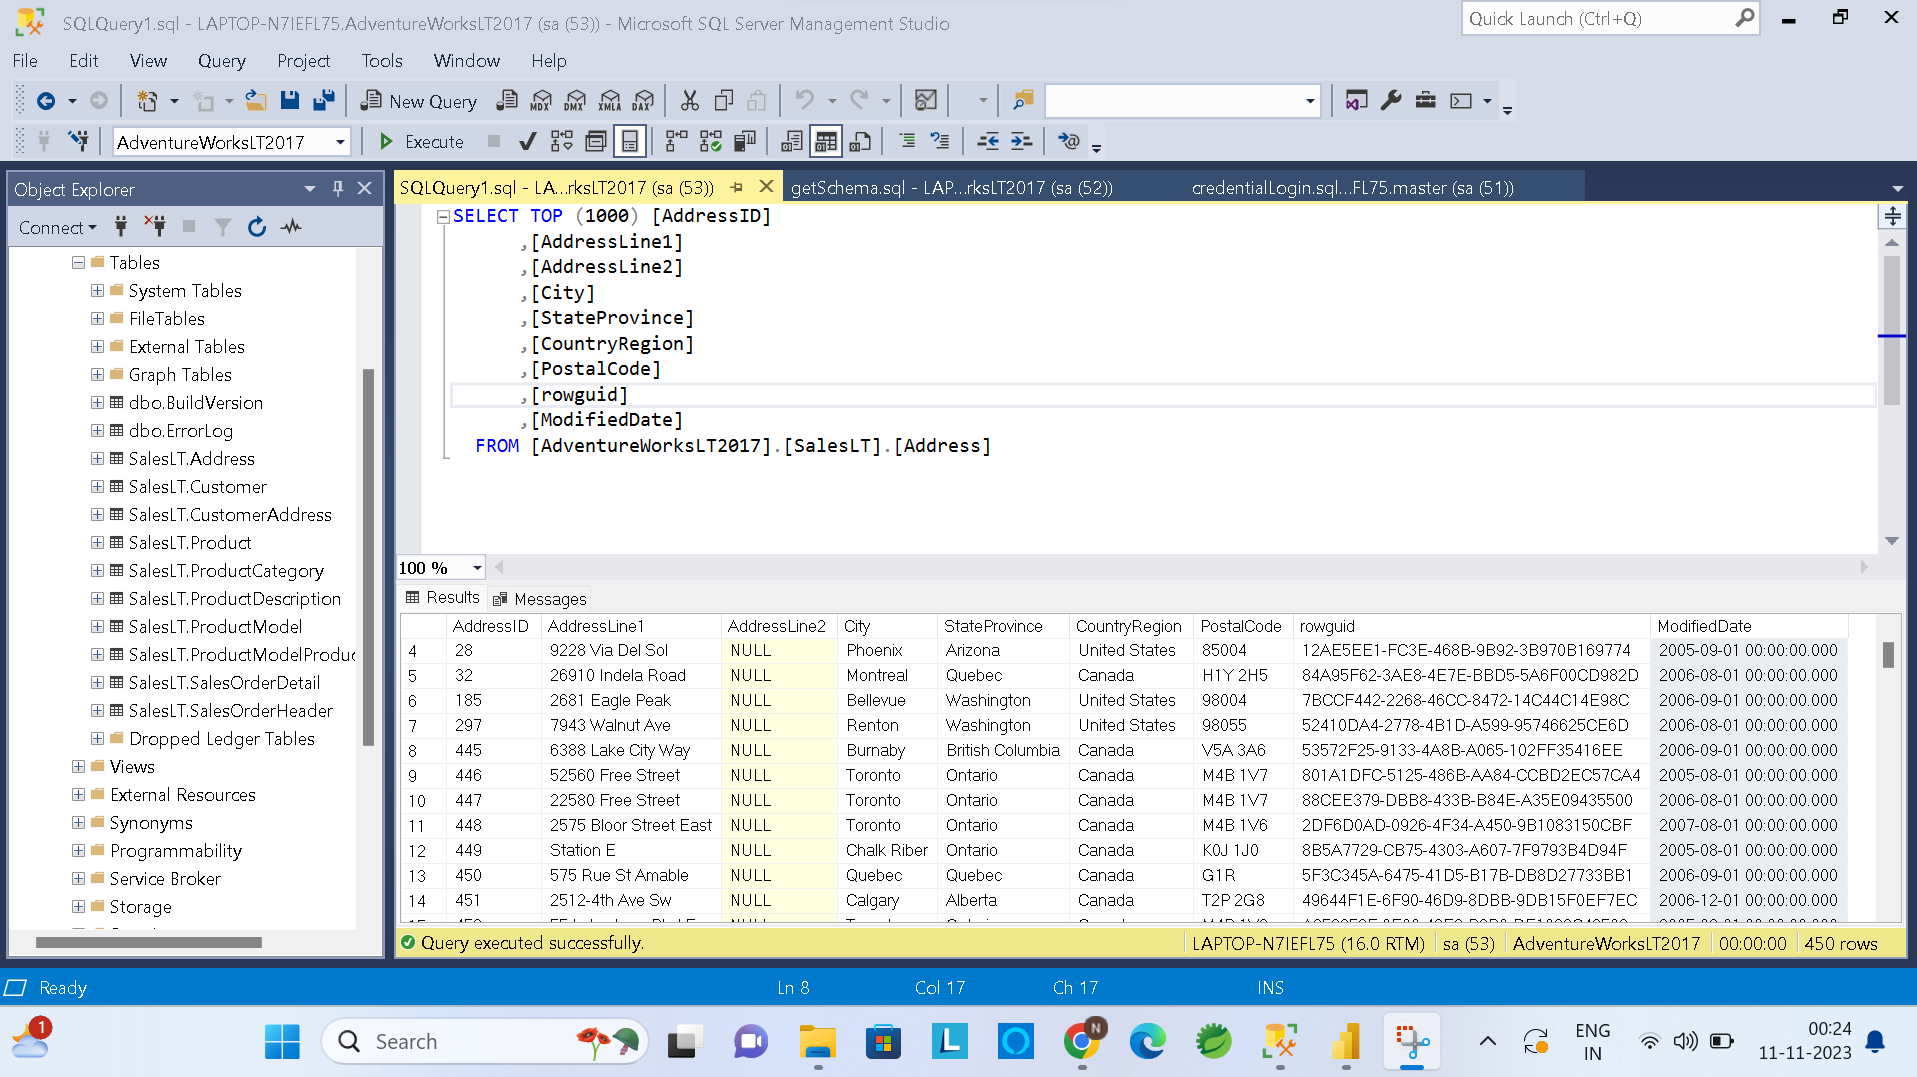 SQLQuery1.sql - LAPTOP-N7IEFL75.AdventureWorksLT2017 (sa (53)) - Microsoft SQL Server Management Studio
Quick Launch (Ctrl+Q)
File Edit View Query Project Tools Window Help
New Query MDX DMX XMLA DAX
AdventureWorksLT2017 Execute
Object Explorer
SQLQuery1.sql - LA...rksLT2017 (sa (53)) getSchema.sql - LAP...rksLT2017 (sa (52)) credentialLogin.sql...FL75.master (sa (51))
Connect
Tables
System Tables
FileTables
External Tables
Graph Tables
dbo.BuildVersion
dbo.ErrorLog
SalesLT.Address
SalesLT.Customer
SalesLT.CustomerAddress
SalesLT.Product
SalesLT.ProductCategory
SalesLT.ProductDescription
SalesLT.ProductModel
SalesLT.ProductModelProduc
SalesLT.SalesOrderDetail
SalesLT.SalesOrderHeader
Dropped Ledger Tables
Views
External Resources
Synonyms
Programmability
Service Broker
Storage
SELECT TOP (1000) [AddressID]
,[AddressLine1]
,[AddressLine2]
,[City]
,[StateProvince]
,[CountryRegion]
,[PostalCode]
,[rowguid]
,[ModifiedDate]
FROM [AdventureWorksLT2017].[SalesLT].[Address]
100 %
Results Messages
AddressID AddressLine1 AddressLine2 City StateProvince CountryRegion PostalCode rowguid ModifiedDate
4 28 9228 Via Del Sol NULL Phoenix Arizona United States 85004 12AE5EE1-FC3E-468B-9B92-3B970B169774 2005-09-01 00:00:00.000
5 32 26910 Indela Road NULL Montreal Quebec Canada H1Y 2H5 84A95F62-3AE8-4E7E-BBD5-5A6F00CD982D 2006-08-01 00:00:00.000
6 185 2681 Eagle Peak NULL Bellevue Washington United States 98004 7BCCF442-2268-46CC-8472-14C44C14E98C 2006-09-01 00:00:00.000
7 297 7943 Walnut Ave NULL Renton Washington United States 98055 52410DA4-2778-4B1D-A599-95746625CE6D 2006-08-01 00:00:00.000
8 445 6388 Lake City Way NULL Burnaby British Columbia Canada V5A 3A6 53572F25-9133-4A8B-A065-102FF35416EE 2006-09-01 00:00:00.000
9 446 52560 Free Street NULL Toronto Ontario Canada M4B 1V7 801A1DFC-5125-486B-AA84-CCBD2EC57CA4 2005-08-01 00:00:00.000
10 447 22580 Free Street NULL Toronto Ontario Canada M4B 1V7 88CEE379-DBB8-433B-B84E-A35E09435500 2006-08-01 00:00:00.000
11 448 2575 Bloor Street East NULL Toronto Ontario Canada M4B 1V6 2DF6D0AD-0926-4F34-A450-9B1083150CBF 2007-08-01 00:00:00.000
12 449 Station E NULL Chalk Riber Ontario Canada K0J 1J0 8B5A7729-CB75-4303-A607-7F9793B4D94F 2005-08-01 00:00:00.000
13 450 575 Rue St Amable NULL Quebec Quebec Canada G1R 5F3C345A-6475-41D5-B17B-DB8D27733BB1 2006-09-01 00:00:00.000
14 451 2512-4th Ave Sw NULL Calgary Alberta Canada T2P 2G8 49644F1E-6F90-46D9-8DBB-9DB15F0EF7EC 2006-12-01 00:00:00.000
Query executed successfully. LAPTOP-N7IEFL75 (16.0 RTM) sa (53) AdventureWorksLT2017 00:00:00 450 rows
Ready Ln 8 Col 17 Ch 17 INS
1 Search L N ENG 00:24
IN 11-11-2023